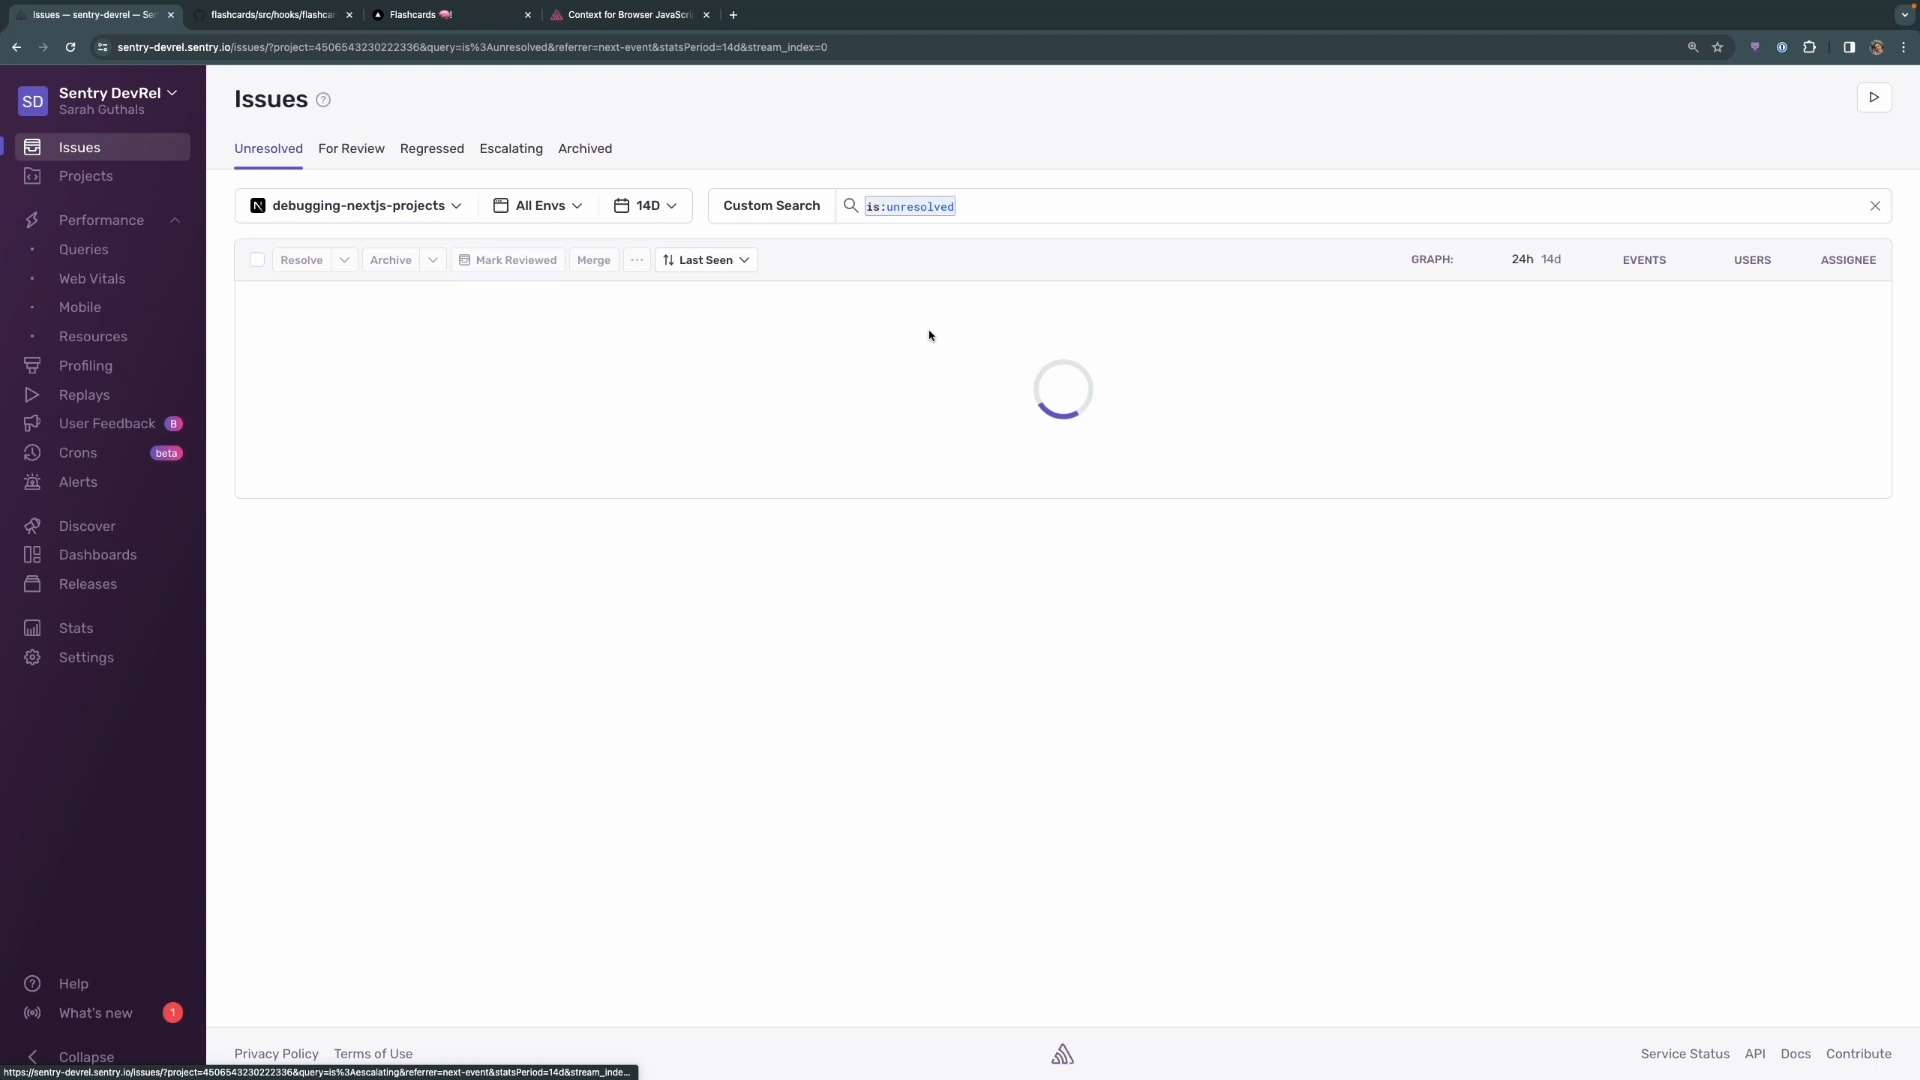 Issues — sentry-devrel — Sen
flashcards/src/hooks/flashcar
Flashcards 🧠!
Context for Browser JavaScri
sentry-devrel.sentry.io/issues/?project=4506543230222336&query=is%3Aunresolved&referrer=next-event&statsPeriod=14d&stream_index=0
SD
Sentry DevRel
Sarah Guthals
Issues
Projects
Performance
Queries
Web Vitals
Mobile
Resources
Profiling
Replays
User Feedback B
Crons beta
Alerts
Discover
Dashboards
Releases
Stats
Settings
Help
What's new 1
Collapse
Issues
Unresolved For Review Regressed Escalating Archived
N debugging-nextjs-projects All Envs 14D Custom Search is:unresolved
Resolve Archive Mark Reviewed Merge ··· Last Seen GRAPH: 24h 14d EVENTS USERS ASSIGNEE
Privacy Policy Terms of Use Service Status API Docs Contribute
https://sentry-devrel.sentry.io/issues/?project=4506543230222336&query=is%3Aescalating&referrer=next-event&statsPeriod=14d&stream_inde...